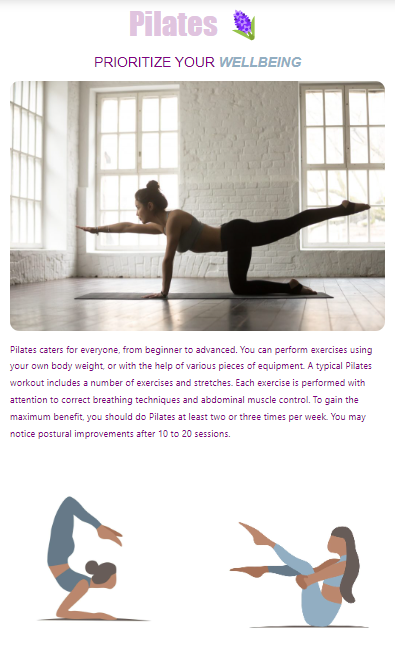 Pilates
PRIORITIZE YOUR WELLBEING
Pilates caters for everyone, from beginner to advanced. You can perform exercises using
your own body weight, or with the help of various pieces of equipment. A typical Pilates
workout includes a number of exercises and stretches. Each exercise is performed with
attention to correct breathing techniques and abdominal muscle control. To gain the
maximum benefit, you should do Pilates at least two or three times per week. You may
notice postural improvements after 10 to 20 sessions.